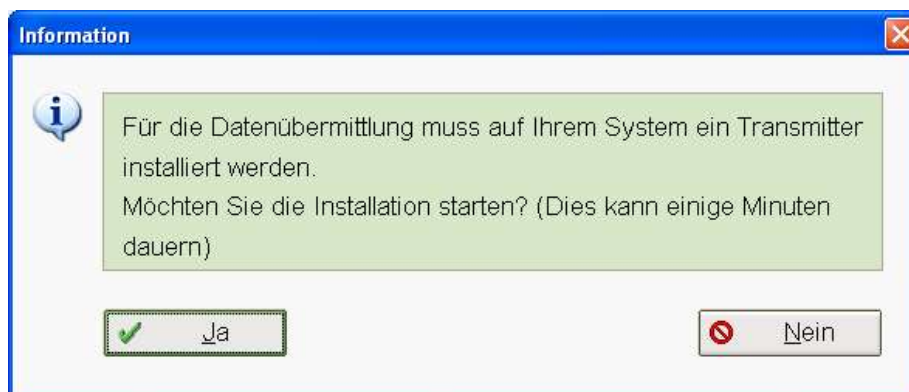 Information
Für die Datenübermittlung muss auf Ihrem System ein Transmitter
installiert werden.
Möchten Sie die Installation starten? (Dies kann einige Minuten
dauern)
Ja
Nein